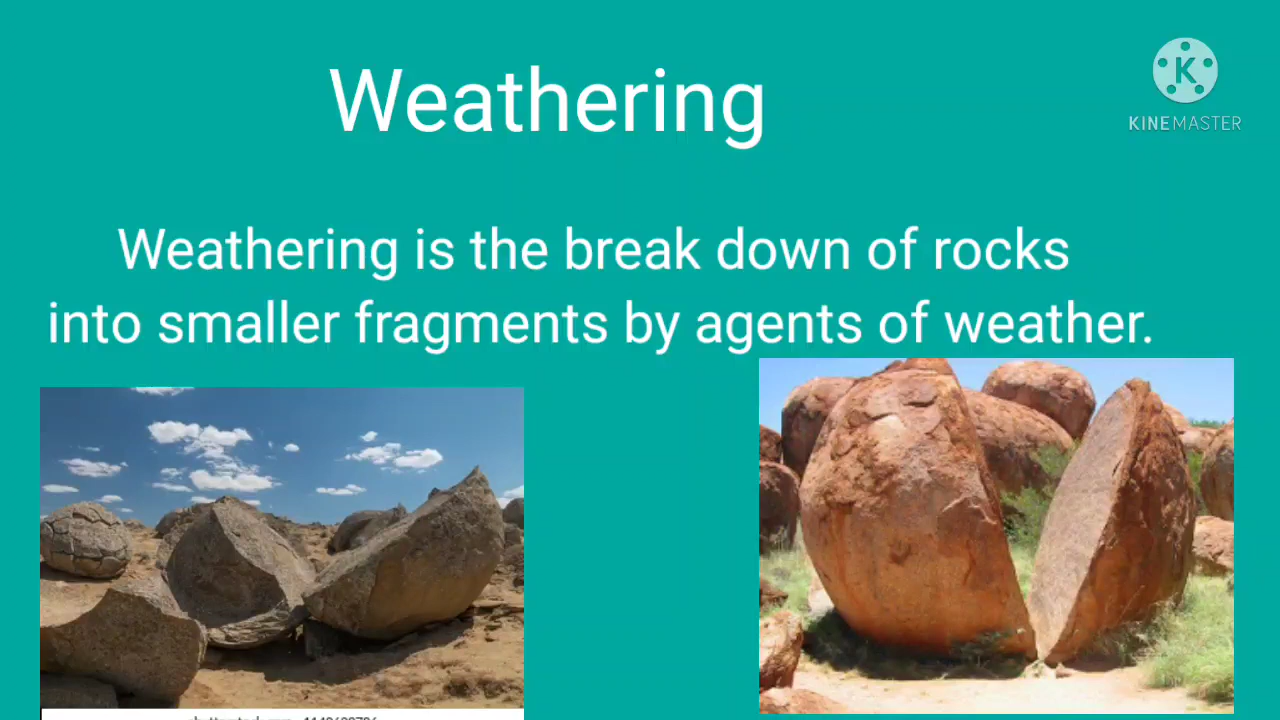 Weathering
KINEMASTER
Weathering is the break down of rocks
into smaller fragments by agents of weather.